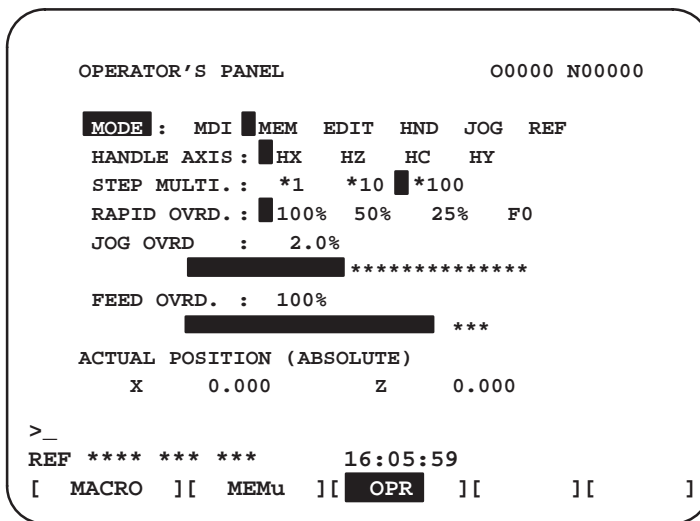 OPERATOR'S PANEL O0000 N00000
MODE : MDI MEM EDIT HND JOG REF
HANDLE AXIS : HX HZ HC HY
STEP MULTI. : *1 *10 *100
RAPID OVRD. : 100% 50% 25% F0
JOG OVRD : 2.0%
**************
FEED OVRD. : 100%
***
ACTUAL POSITION (ABSOLUTE)
X 0.000 Z 0.000
>_
REF **** *** *** 16:05:59
[ MACRO ][ MEMu ][ OPR ][ ][ ]